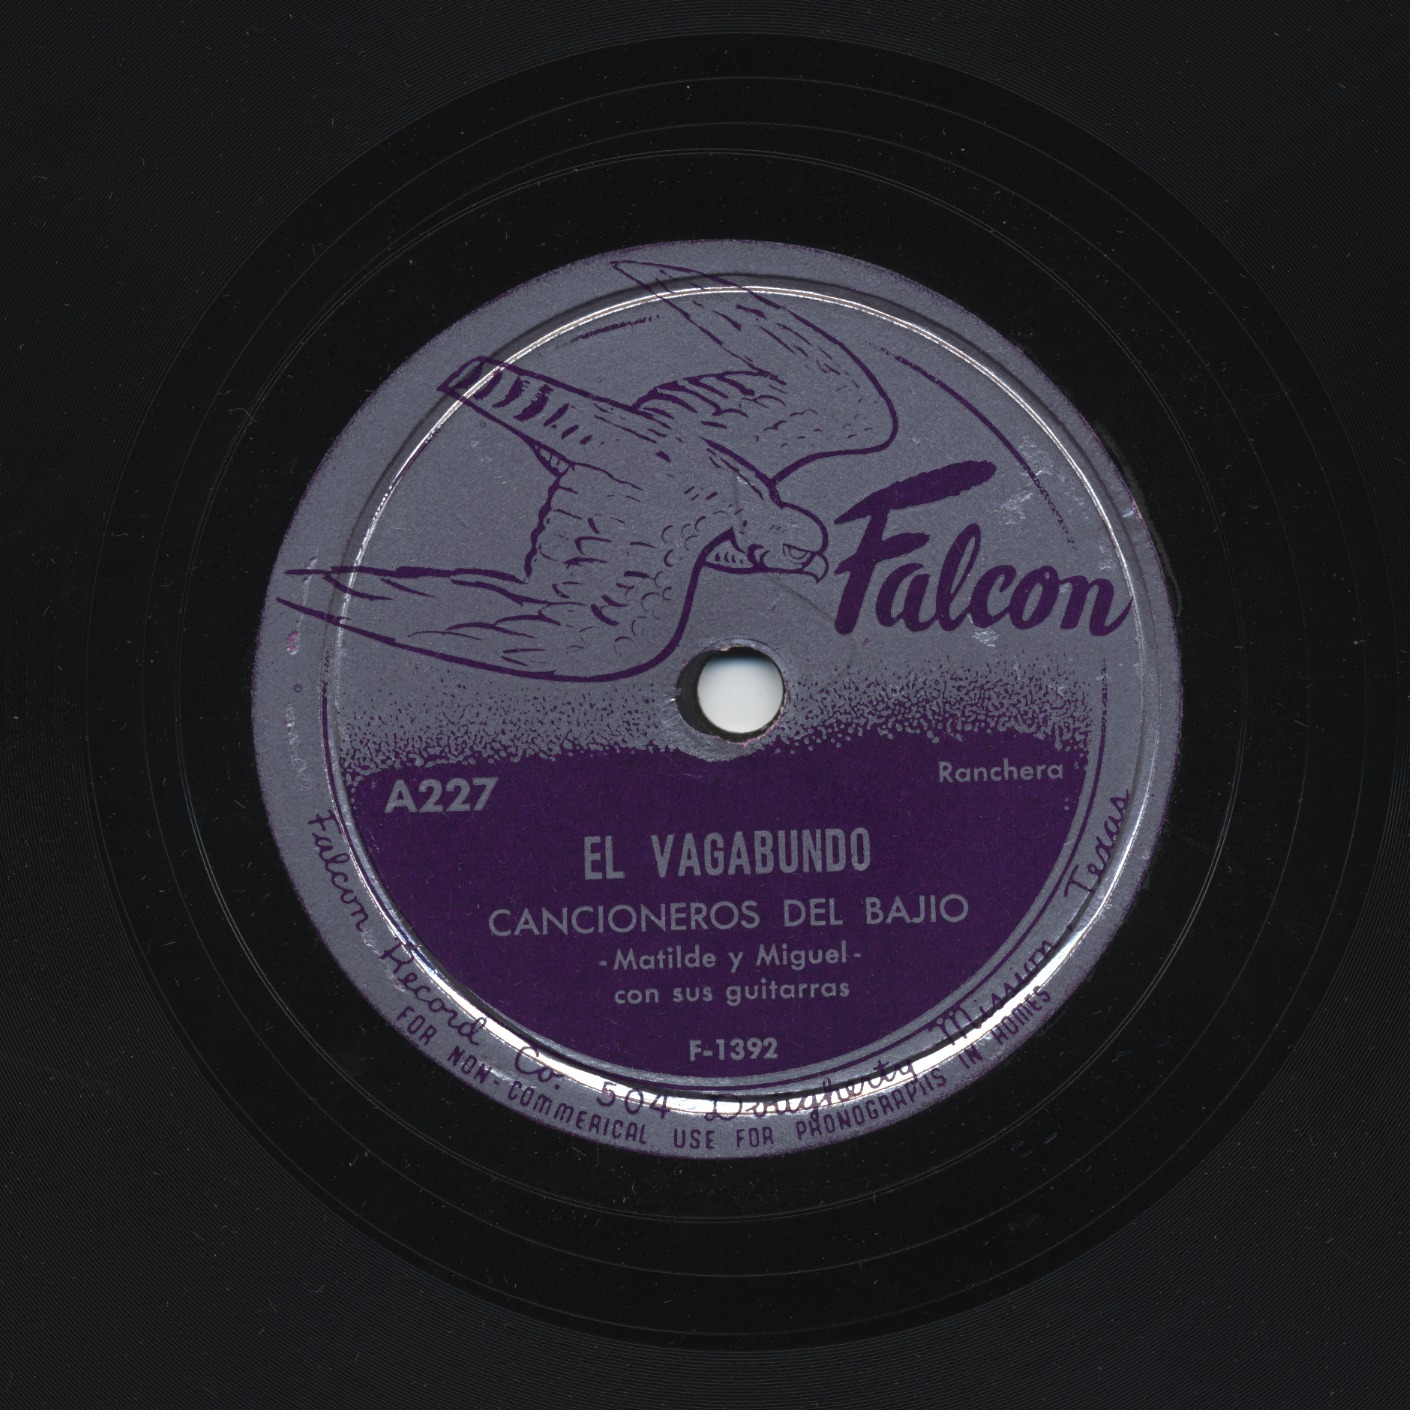 Falcon
A227
Ranchera
EL VAGABUNDO
CANCIONEROS DEL BAJIO
-Matilde y Miguel-
con sus guitarras
F-1392
Falcon Record Co. 504 Dougherty Mission, Texas
FOR NON-COMMERICAL USE FOR PHONOGRAPHS IN HOMES